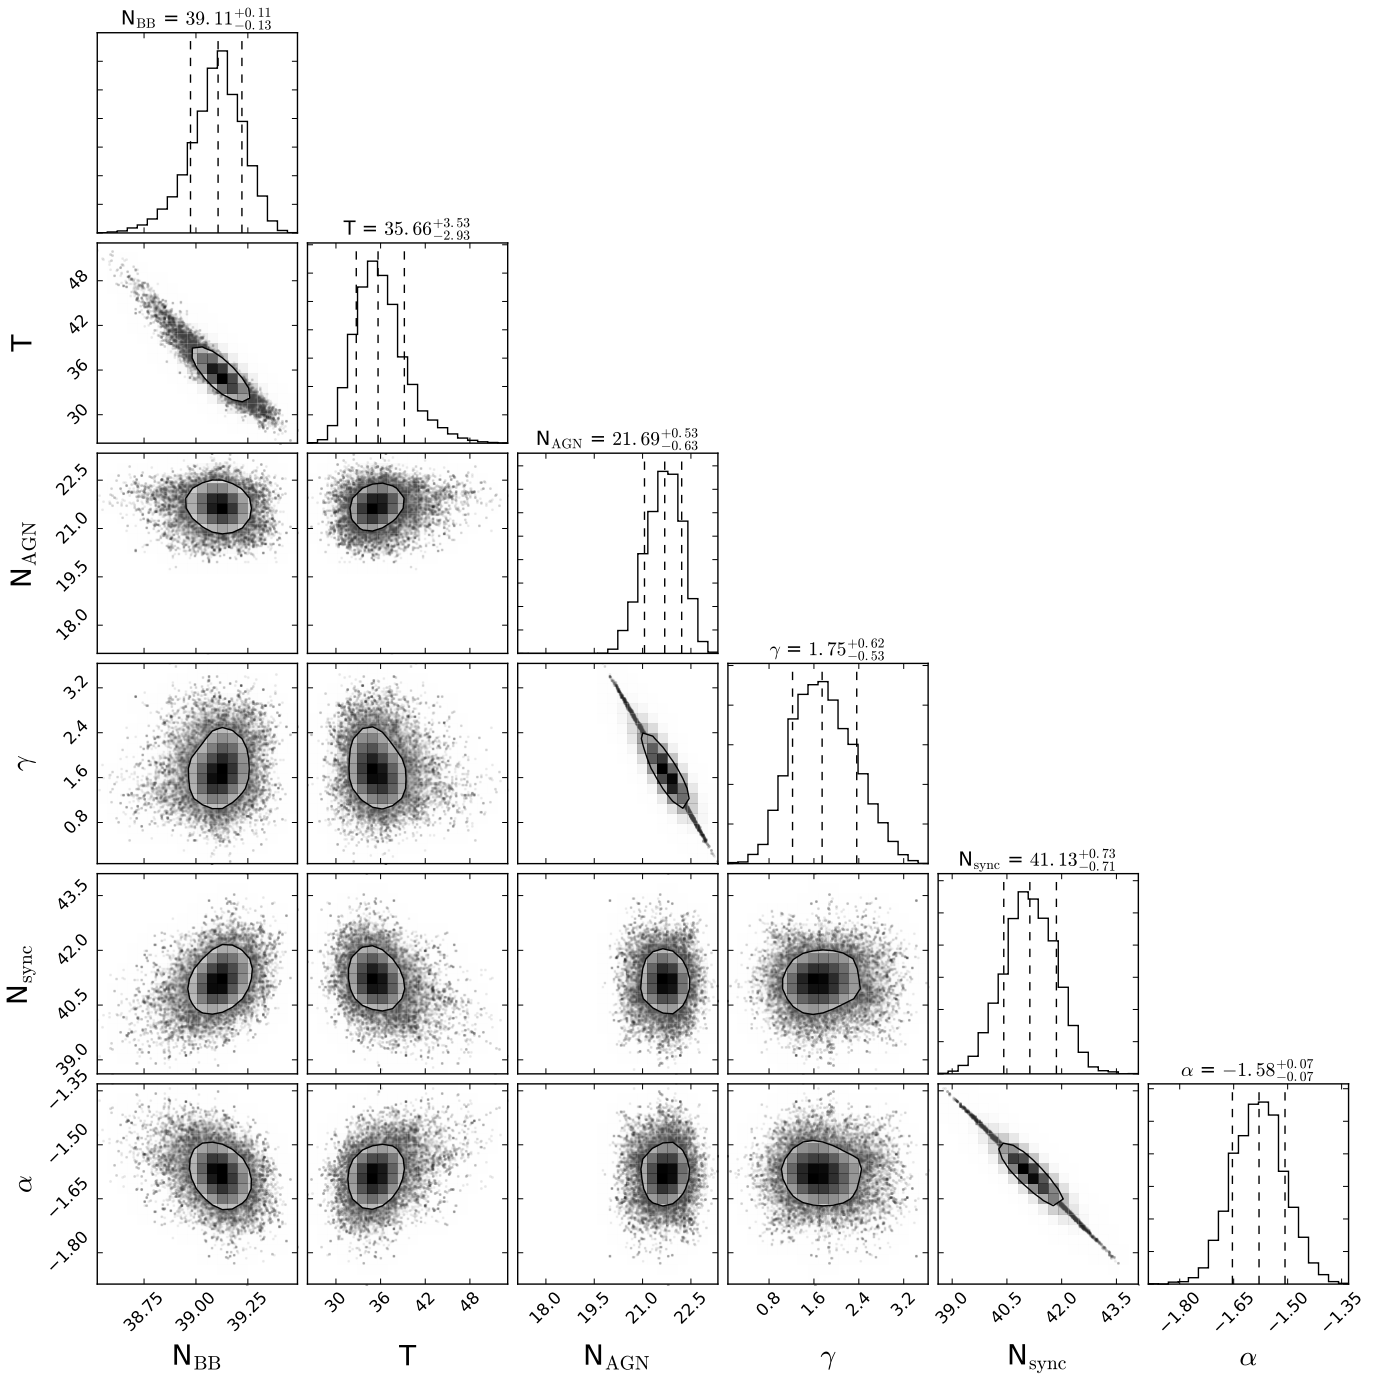 N_BB = 39.11^{+0.11}_{−0.13}
T = 35.66^{+3.53}_{−2.93}
48
42
36
30
T
N_AGN = 21.69^{+0.53}_{−0.63}
22.5
21.0
19.5
18.0
N_AGN
γ = 1.75^{+0.62}_{−0.53}
3.2
2.4
1.6
0.8
γ
N_sync = 41.13^{+0.73}_{−0.71}
43.5
42.0
40.5
39.0
N_sync
α = −1.58^{+0.07}_{−0.07}
−1.35
−1.50
−1.65
−1.80
α
38.75 39.00 39.25
30 36 42 48
18.0 19.5 21.0 22.5
0.8 1.6 2.4 3.2
39.0 40.5 42.0 43.5
−1.80 −1.65 −1.50 −1.35
N_BB T N_AGN γ N_sync α